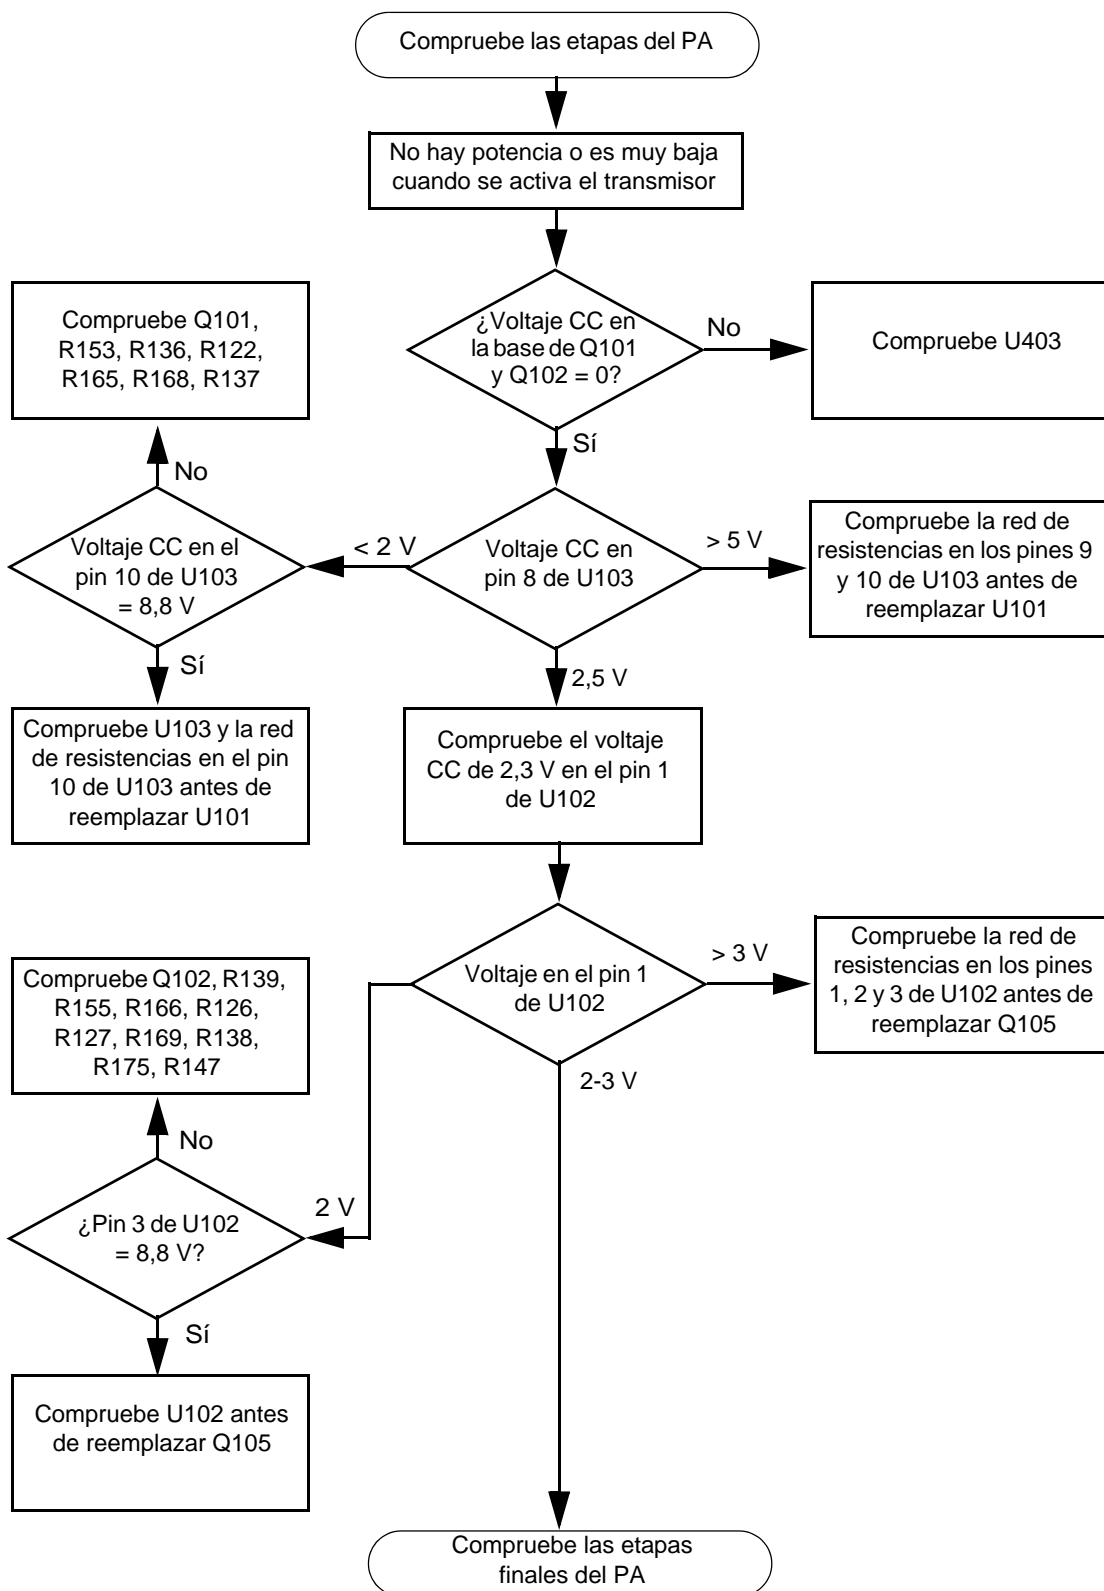 Compruebe las etapas del PA
No hay potencia o es muy baja
cuando se activa el transmisor
¿Voltaje CC en
la base de Q101
y Q102 = 0?
No
Compruebe U403
Sí
Compruebe Q101,
R153, R136, R122,
R165, R168, R137
No
Voltaje CC en el
pin 10 de U103
= 8,8 V
< 2 V
Voltaje CC en
pin 8 de U103
> 5 V
Compruebe la red de
resistencias en los pines 9
y 10 de U103 antes de
reemplazar U101
Sí
2,5 V
Compruebe U103 y la red
de resistencias en el pin
10 de U103 antes de
reemplazar U101
Compruebe el voltaje
CC de 2,3 V en el pin 1
de U102
Voltaje en el pin 1
de U102
> 3 V
Compruebe la red de
resistencias en los pines
1, 2 y 3 de U102 antes de
reemplazar Q105
2-3 V
Compruebe Q102, R139,
R155, R166, R126,
R127, R169, R138,
R175, R147
No
¿Pin 3 de U102
= 8,8 V?
2 V
Sí
Compruebe U102 antes
de reemplazar Q105
Compruebe las etapas
finales del PA